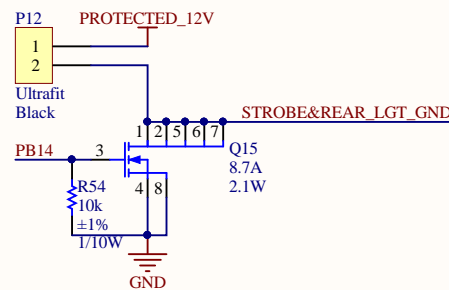 P12
PROTECTED_12V
1
2
Ultrafit
Black
STROBE&REAR_LGT_GND
1 2 5 6 7
Q15
8.7A
2.1W
PB14
3
R54
10k
±1%
1/10W
4 8
GND